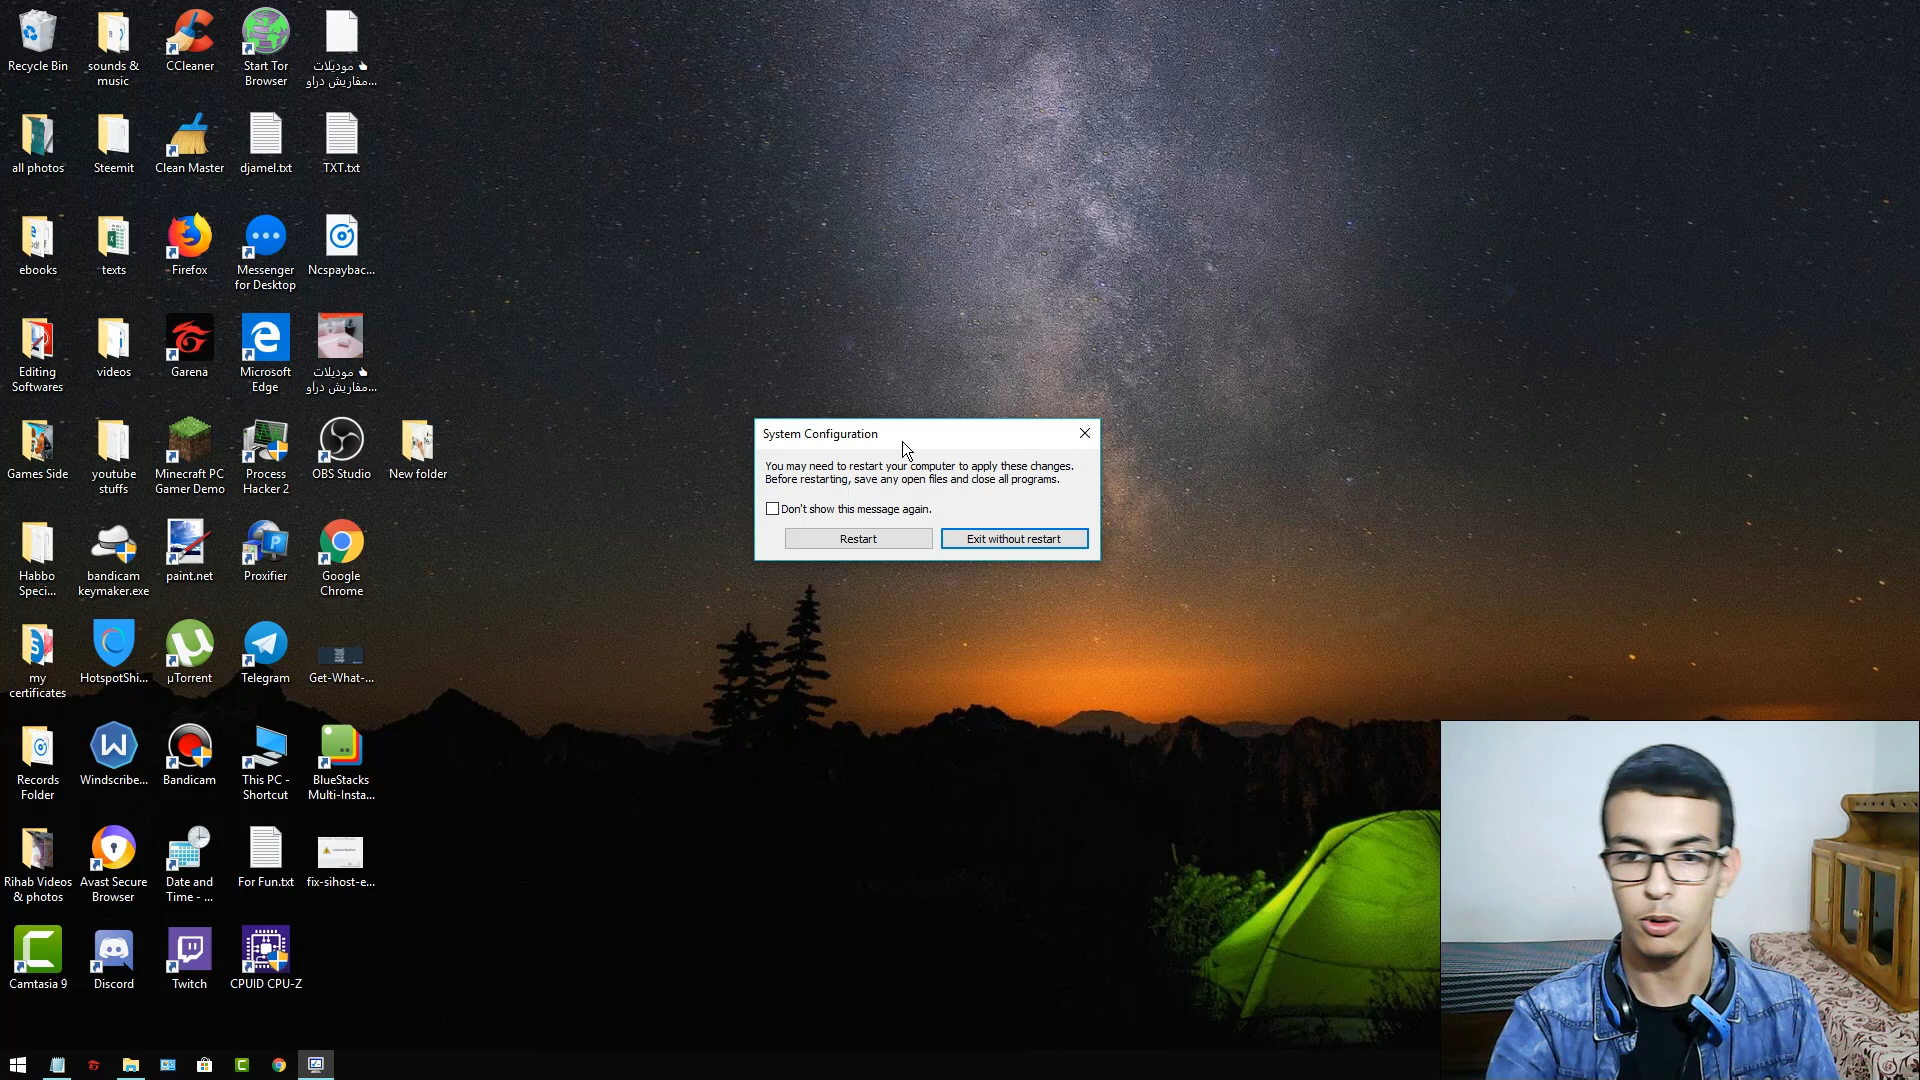 Recycle Bin
sounds &
music
CCleaner
Start Tor
Browser
موديلات
مفاريش دراو...
all photos
Steemit
Clean Master
djamel.txt
TXT.txt
ebooks
texts
Firefox
Messenger
for Desktop
Ncspaybac...
Editing
Softwares
videos
Garena
Microsoft
Edge
موديلات
مفاريش دراو...
Games Side
youtube
stuffs
Minecraft PC
Gamer Demo
Process
Hacker 2
OBS Studio
New folder
System Configuration
You may need to restart your computer to apply these changes.
Before restarting, save any open files and close all programs.
Don't show this message again.
Restart
Exit without restart
Habbo
Speci...
bandicam
keymaker.exe
paint.net
Proxifier
Google
Chrome
my
certificates
HotspotShi...
µTorrent
Telegram
Get-What-...
Records
Folder
Windscribe...
Bandicam
This PC -
Shortcut
BlueStacks
Multi-Insta...
Rihab Videos
& photos
Avast Secure
Browser
Date and
Time - ...
For Fun.txt
fix-sihost-e...
Camtasia 9
Discord
Twitch
CPUID CPU-Z